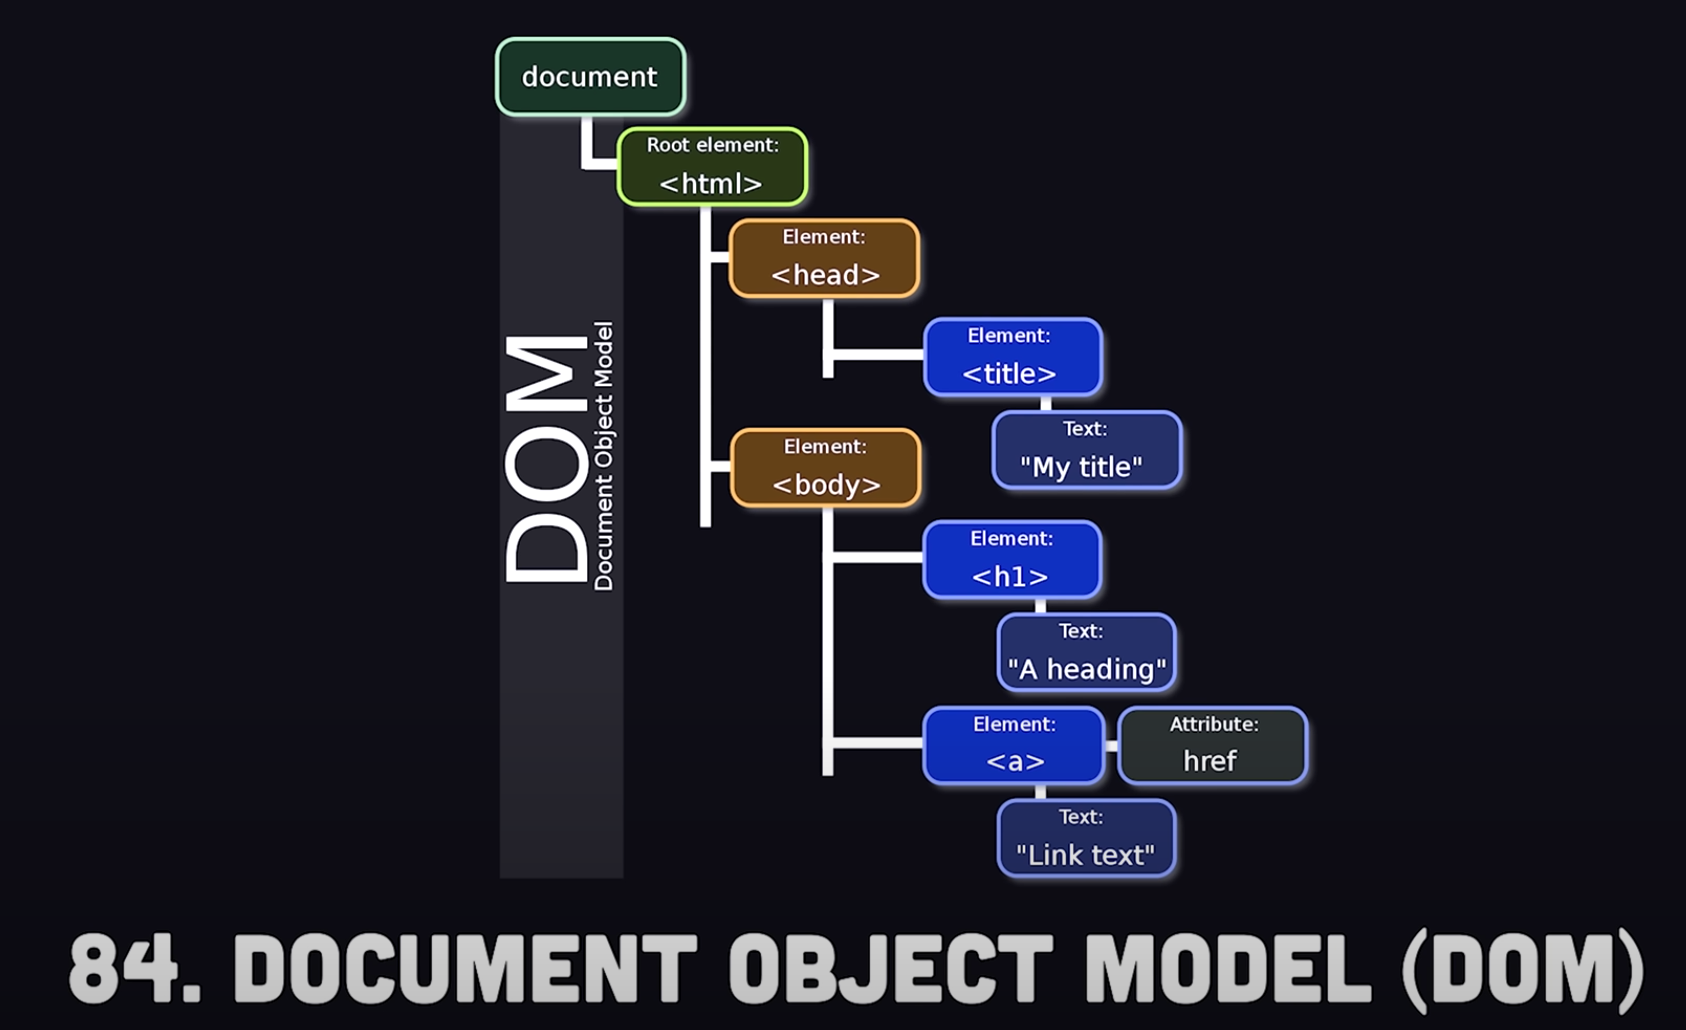 document
Root element:
<html>
Element:
<head>
Element:
<title>
Text:
"My title"
Element:
<body>
Element:
<h1>
Text:
"A heading"
Element:
<a>
Attribute:
href
Text:
"Link text"
DOM
Document Object Model
84. DOCUMENT OBJECT MODEL (DOM)